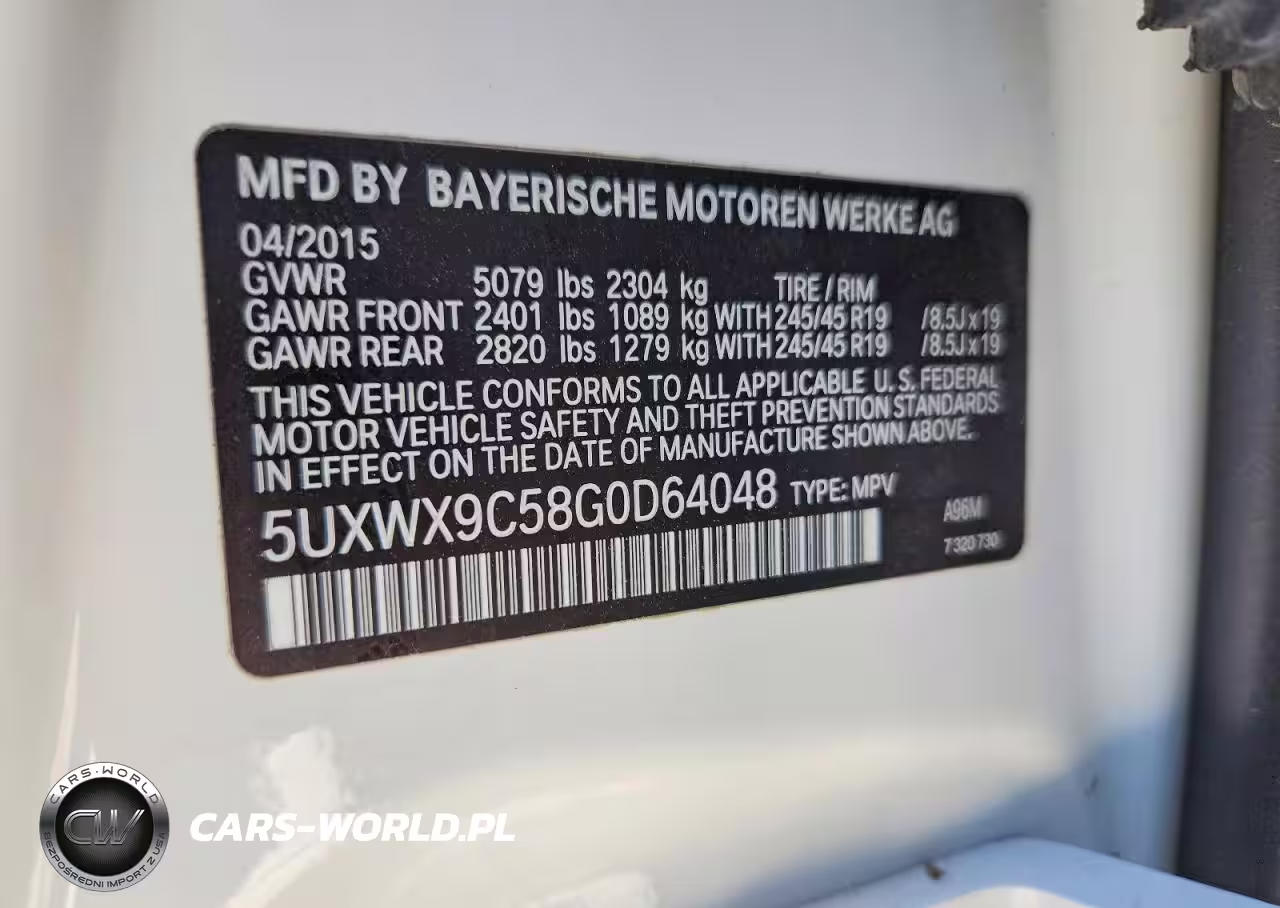 MFD BY BAYERISCHE MOTOREN WERKE AG
04/2015
GVWR 5079 lbs 2304 kg TIRE / RIM
GAWR FRONT 2401 lbs 1089 kg WITH 245/45 R19 /8.5J x 19
GAWR REAR 2820 lbs 1279 kg WITH 245/45 R19 /8.5J x 19
THIS VEHICLE CONFORMS TO ALL APPLICABLE U.S. FEDERAL
MOTOR VEHICLE SAFETY AND THEFT PREVENTION STANDARDS
IN EFFECT ON THE DATE OF MANUFACTURE SHOWN ABOVE.
5UXWX9C58G0D64048 TYPE: MPV
A96M
7 320 730
CARS-WORLD
CW
BEZPOŚREDNI IMPORT Z USA
CARS-WORLD.PL